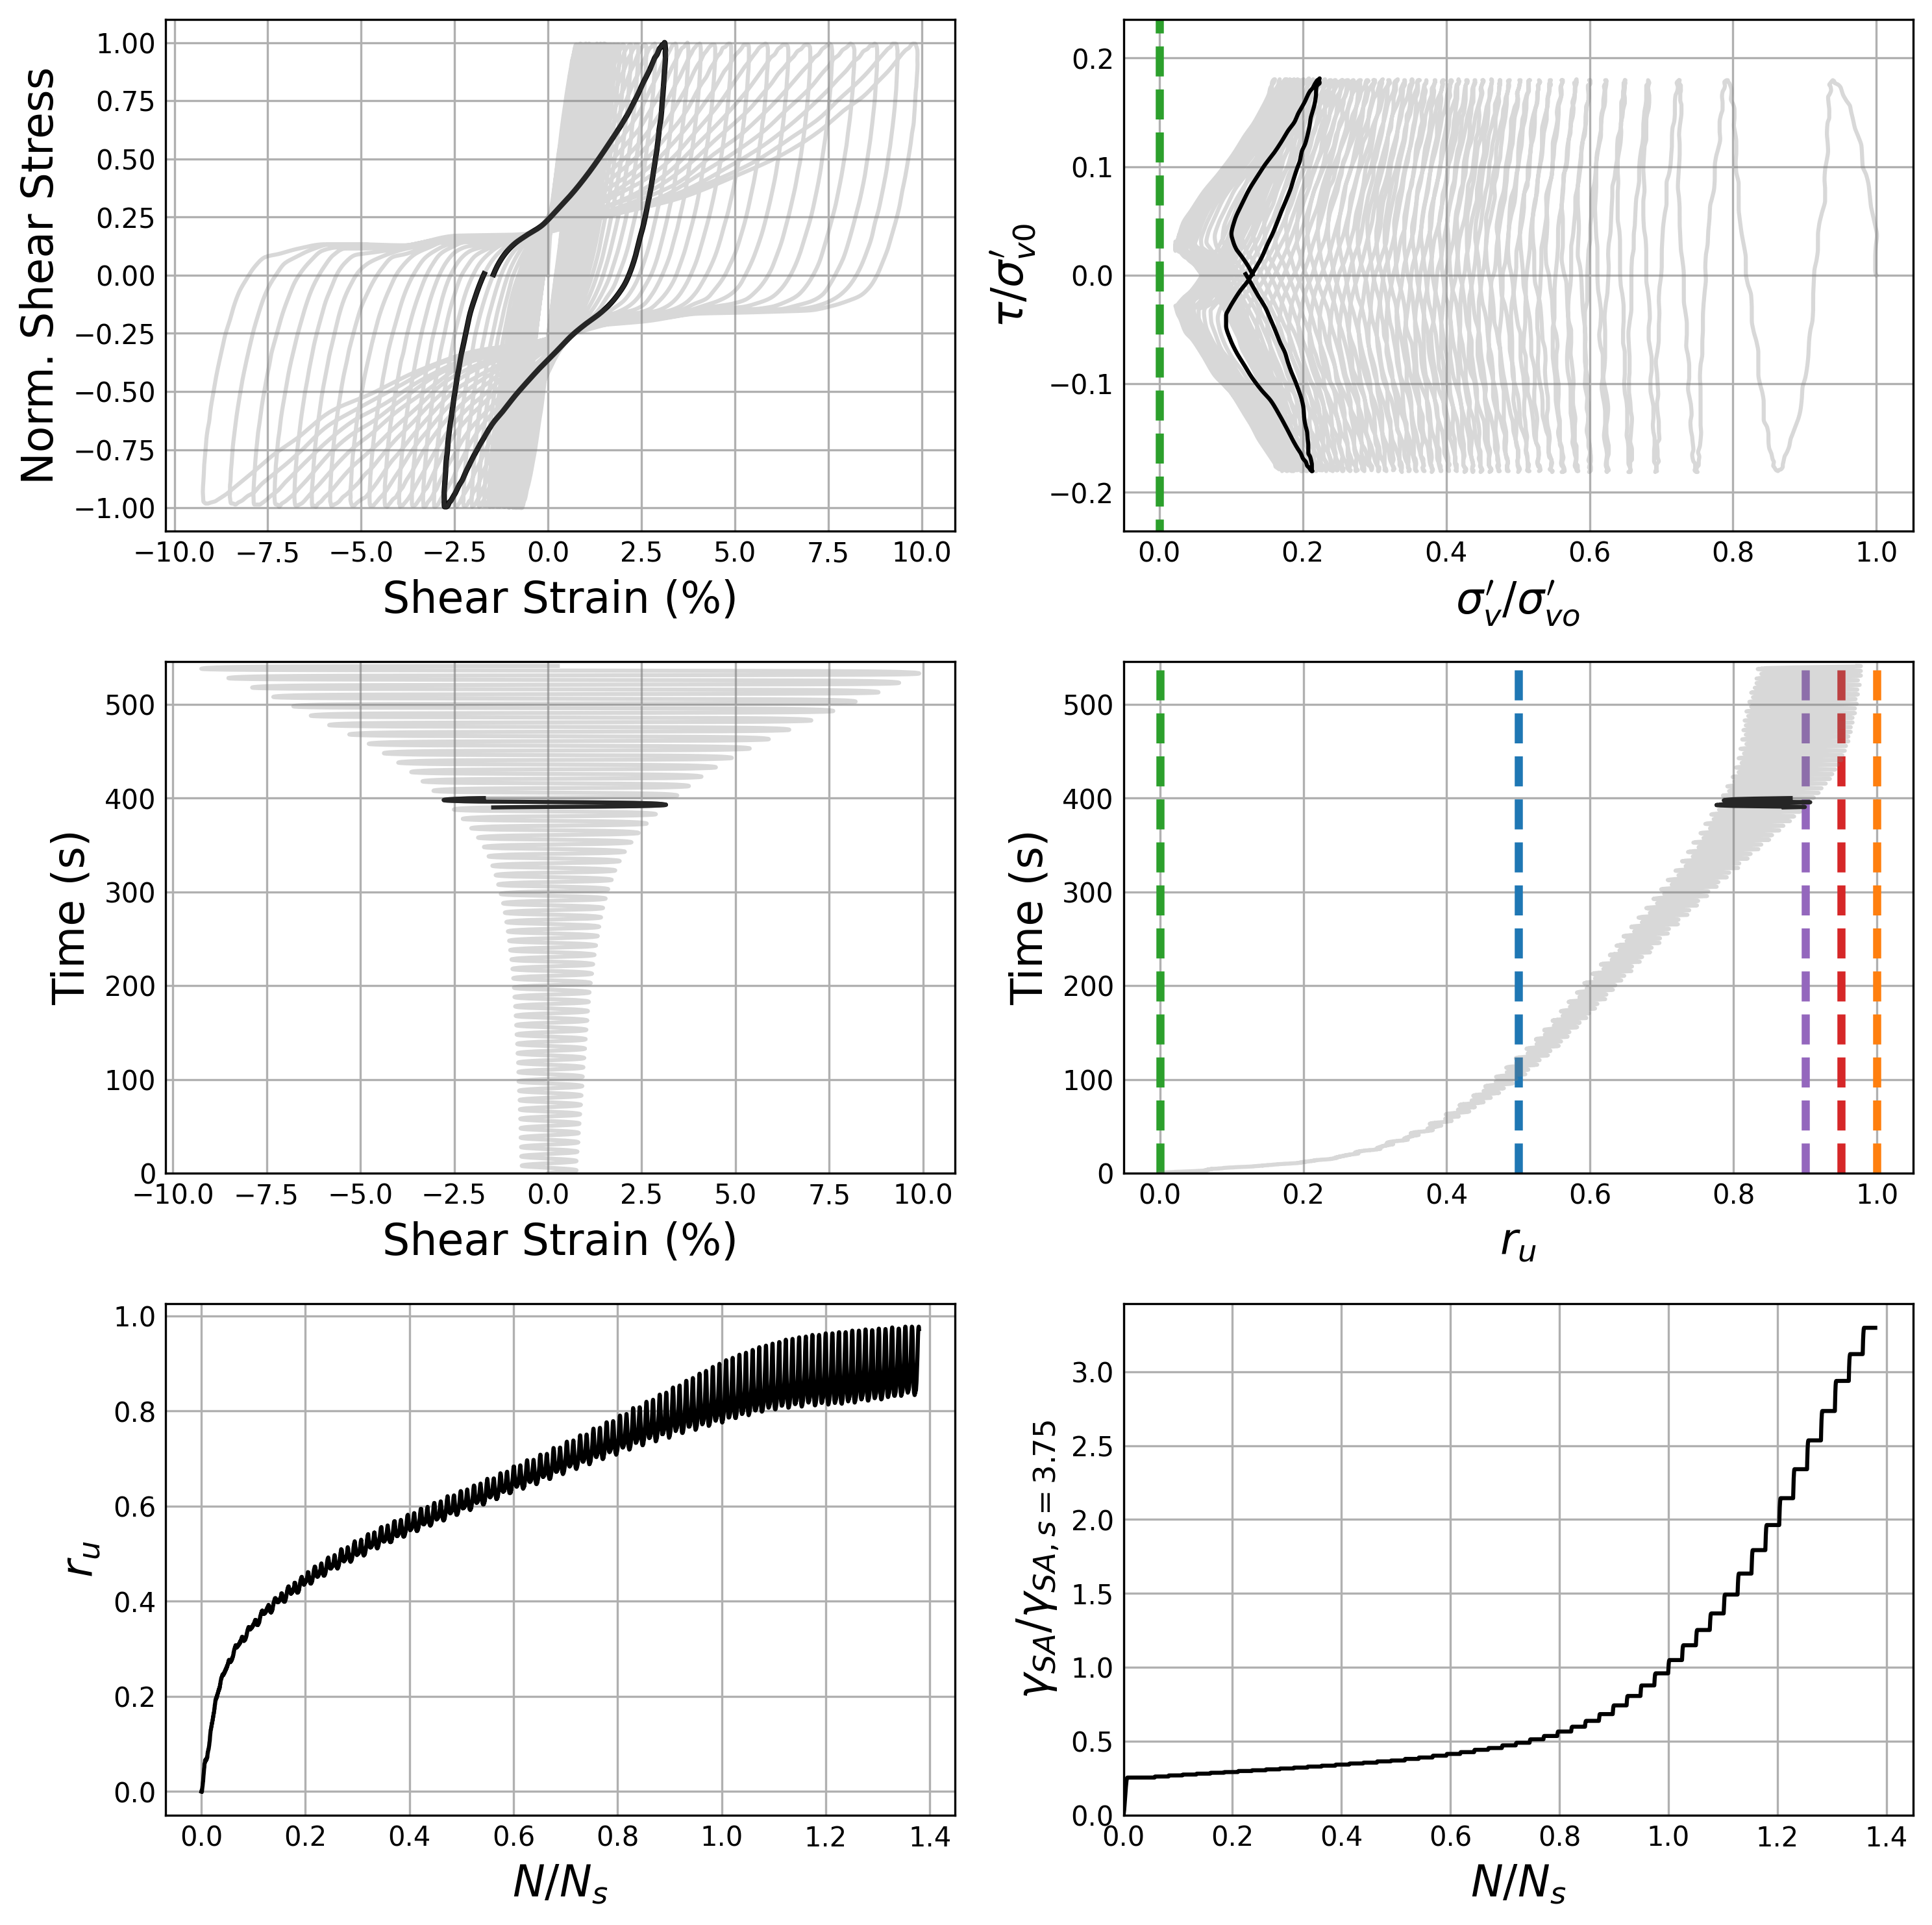 1.00
0.75
0.50
0.25
0.00
−0.25
−0.50
−0.75
−1.00
Norm. Shear Stress
−10.0 −7.5 −5.0 −2.5 0.0 2.5 5.0 7.5 10.0
Shear Strain (%)
0.2
0.1
0.0
−0.1
−0.2
τ/σ′v0
0.0 0.2 0.4 0.6 0.8 1.0
σ′v/σ′vo
500
400
300
200
100
0
Time (s)
−10.0 −7.5 −5.0 −2.5 0.0 2.5 5.0 7.5 10.0
Shear Strain (%)
500
400
300
200
100
0
Time (s)
0.0 0.2 0.4 0.6 0.8 1.0
ru
1.0
0.8
0.6
0.4
0.2
0.0
ru
0.0 0.2 0.4 0.6 0.8 1.0 1.2 1.4
N/Ns
3.0
2.5
2.0
1.5
1.0
0.5
0.0
γSA/γSA, s = 3.75
0.0 0.2 0.4 0.6 0.8 1.0 1.2 1.4
N/Ns